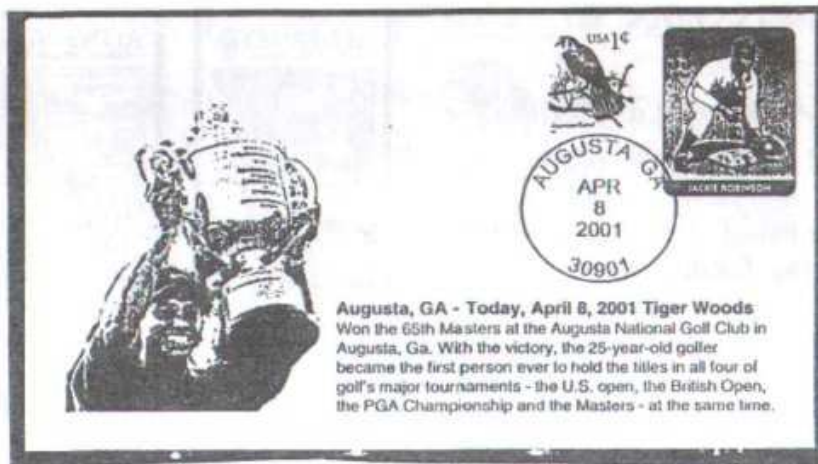 USA 1¢
JACKIE ROBINSON
AUGUSTA GA
APR
8
2001
30901
Augusta, GA - Today, April 8, 2001 Tiger Woods
Won the 65th Masters at the Augusta National Golf Club in
Augusta, Ga. With the victory, the 25-year-old golfer
became the first person ever to hold the titles in all four of
golf's major tournaments - the U.S. open, the British Open,
the PGA Championship and the Masters - at the same time.